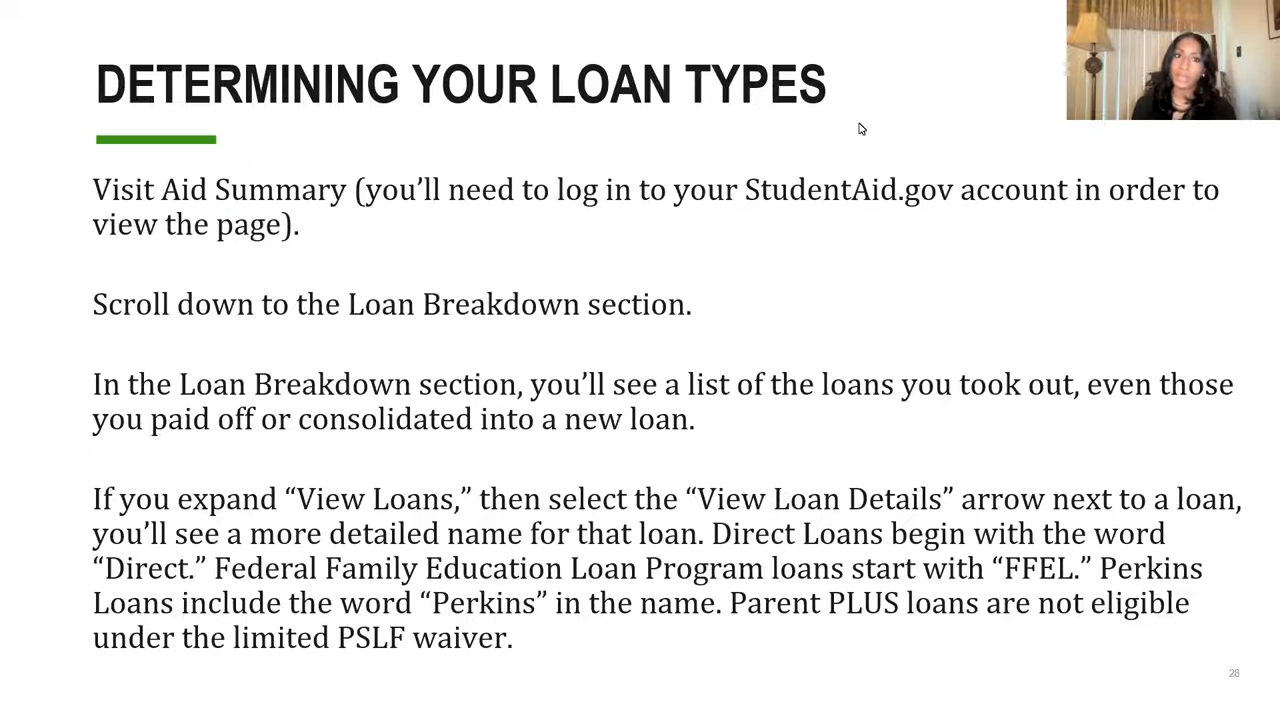 DETERMINING YOUR LOAN TYPES
Visit Aid Summary (you’ll need to log in to your StudentAid.gov account in order to
view the page).
Scroll down to the Loan Breakdown section.
In the Loan Breakdown section, you’ll see a list of the loans you took out, even those
you paid off or consolidated into a new loan.
If you expand “View Loans,” then select the “View Loan Details” arrow next to a loan,
you’ll see a more detailed name for that loan. Direct Loans begin with the word
“Direct.” Federal Family Education Loan Program loans start with “FFEL.” Perkins
Loans include the word “Perkins” in the name. Parent PLUS loans are not eligible
under the limited PSLF waiver.
28